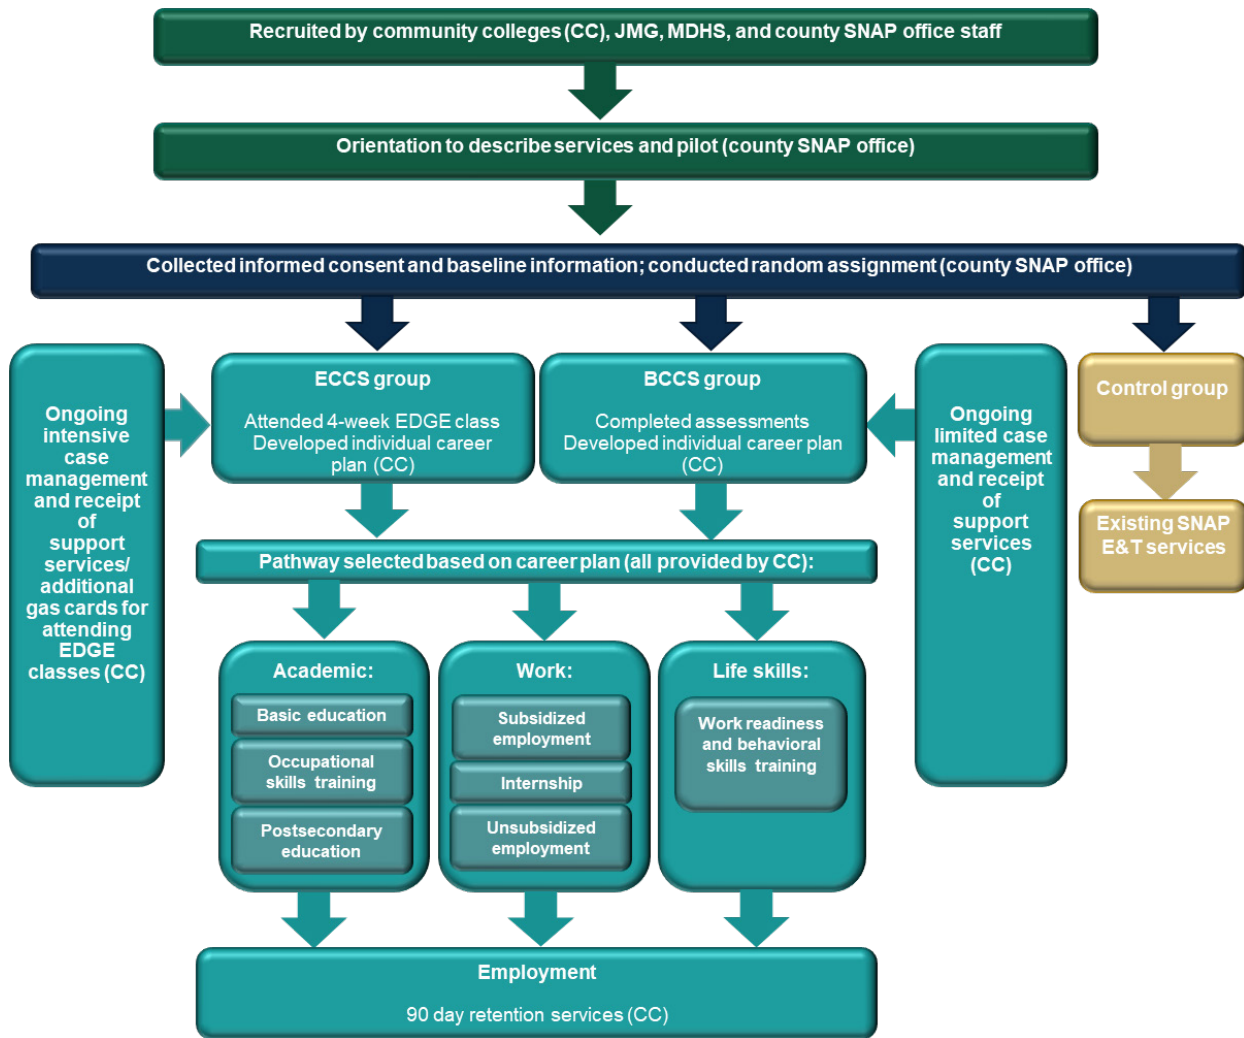 Recruited by community colleges (CC), JMG, MDHS, and county SNAP office staff
Orientation to describe services and pilot (county SNAP office)
Collected informed consent and baseline information; conducted random assignment (county SNAP office)
Ongoing
intensive
case
management
and receipt
of
support
services/
additional
gas cards for
attending
EDGE
classes (CC)
ECCS group
Attended 4-week EDGE class
Developed individual career
plan (CC)
BCCS group
Completed assessments
Developed individual career plan
(CC)
Ongoing
limited case
management
and receipt
of
support
services
(CC)
Control group
Existing SNAP
E&T services
Pathway selected based on career plan (all provided by CC):
Academic:
Basic education
Occupational
skills training
Postsecondary
education
Work:
Subsidized
employment
Internship
Unsubsidized
employment
Life skills:
Work readiness
and behavioral
skills training
Employment
90 day retention services (CC)